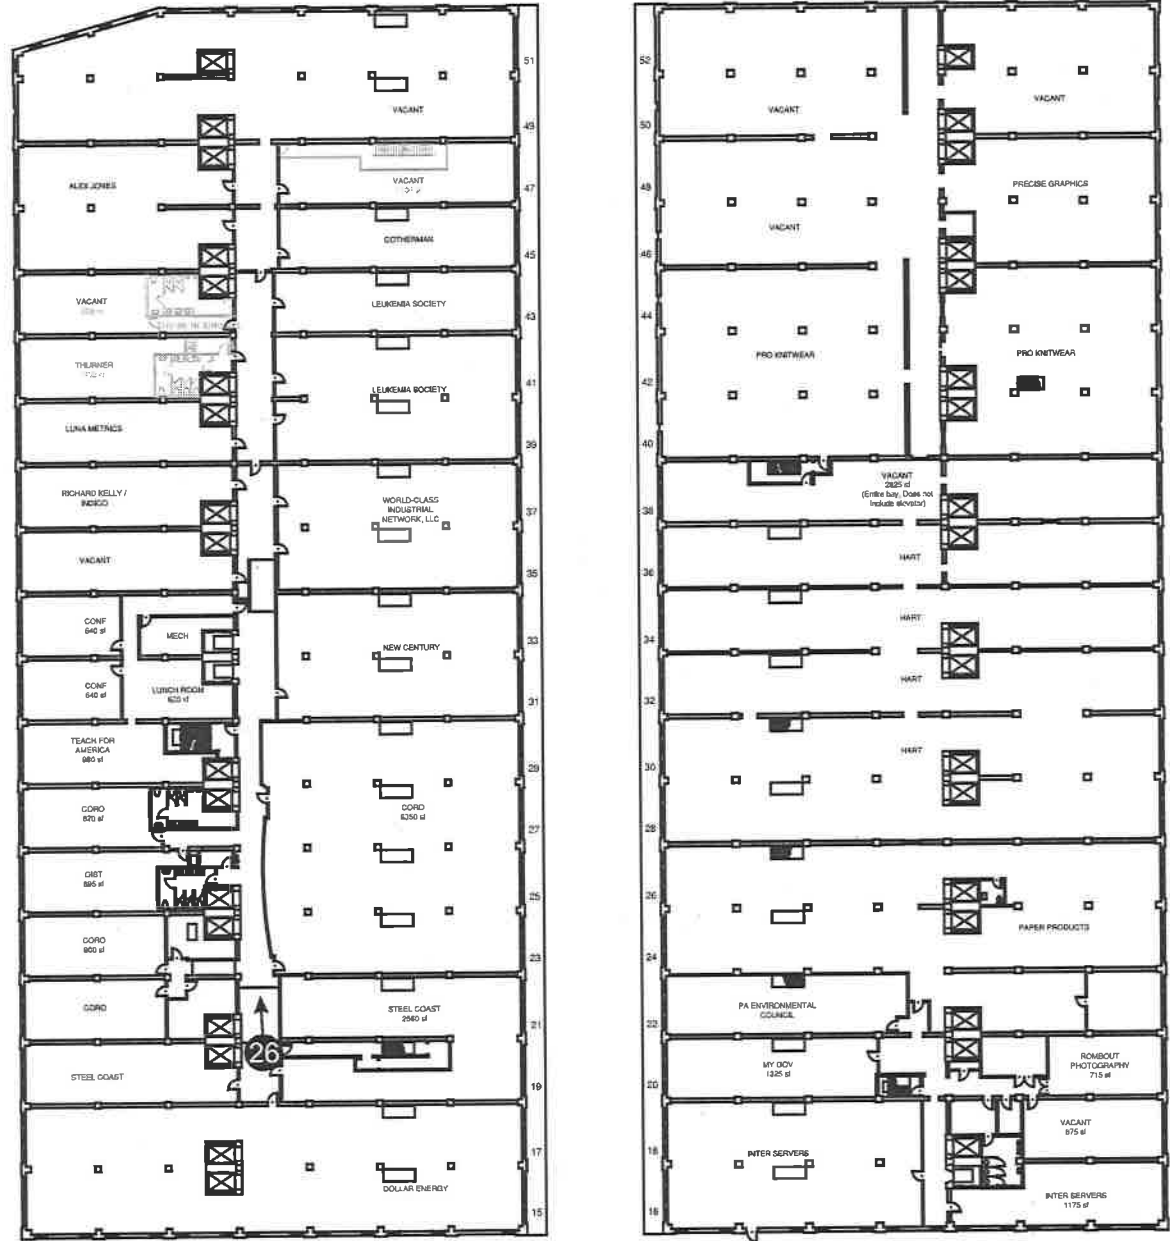 51
VACANT
49
ALEX JONES
VACANT
47
COTHERMAN
45
VACANT
LEUKEMIA SOCIETY
43
THURNER
LEUKEMIA SOCIETY
41
LUNA METRICS
39
RICHARD KELLY /
INDIGO
WORLD-CLASS
INDUSTRIAL
NETWORK, LLC
37
VACANT
35
CONF
640 sf
MECH
NEW CENTURY
33
CONF
640 sf
LUNCH ROOM
625 sf
31
TEACH FOR
AMERICA
980 sf
29
CORO
820 sf
CORO
6350 sf
27
GIST
895 sf
25
CORO
900 sf
23
CORO
STEEL COAST
2560 sf
21
26
STEEL COAST
19
17
DOLLAR ENERGY
15
52
VACANT
VACANT
50
PRECISE GRAPHICS
48
VACANT
46
44
PRO KNITWEAR
PRO KNITWEAR
42
40
VACANT
2825 sf
(Entire bay, Does not
include elevator)
38
HART
36
HART
34
HART
32
HART
30
28
26
PAPER PRODUCTS
24
PA ENVIRONMENTAL
COUNCIL
22
MY GOV
1325 sf
ROMBOUT
PHOTOGRAPHY
715 sf
20
VACANT
875 sf
INTER SERVERS
18
INTER SERVERS
1175 sf
16